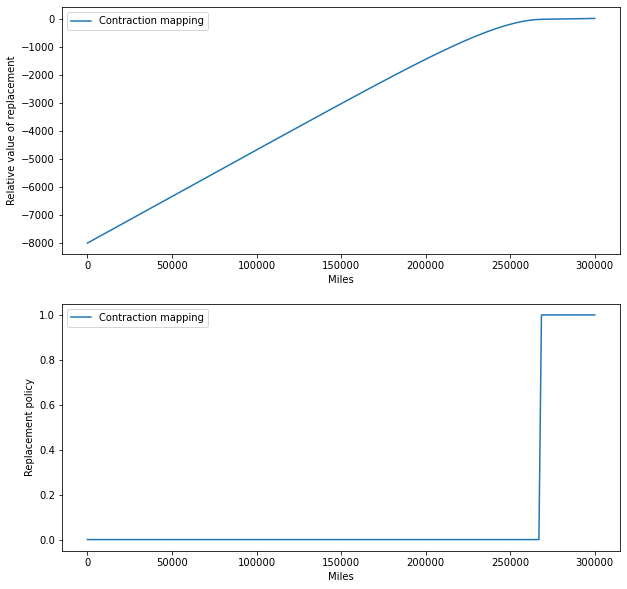 Contraction mapping
Relative value of replacement
0
−1000
−2000
−3000
−4000
−5000
−6000
−7000
−8000
0 50000 100000 150000 200000 250000 300000
Miles
Contraction mapping
Replacement policy
1.0
0.8
0.6
0.4
0.2
0.0
0 50000 100000 150000 200000 250000 300000
Miles